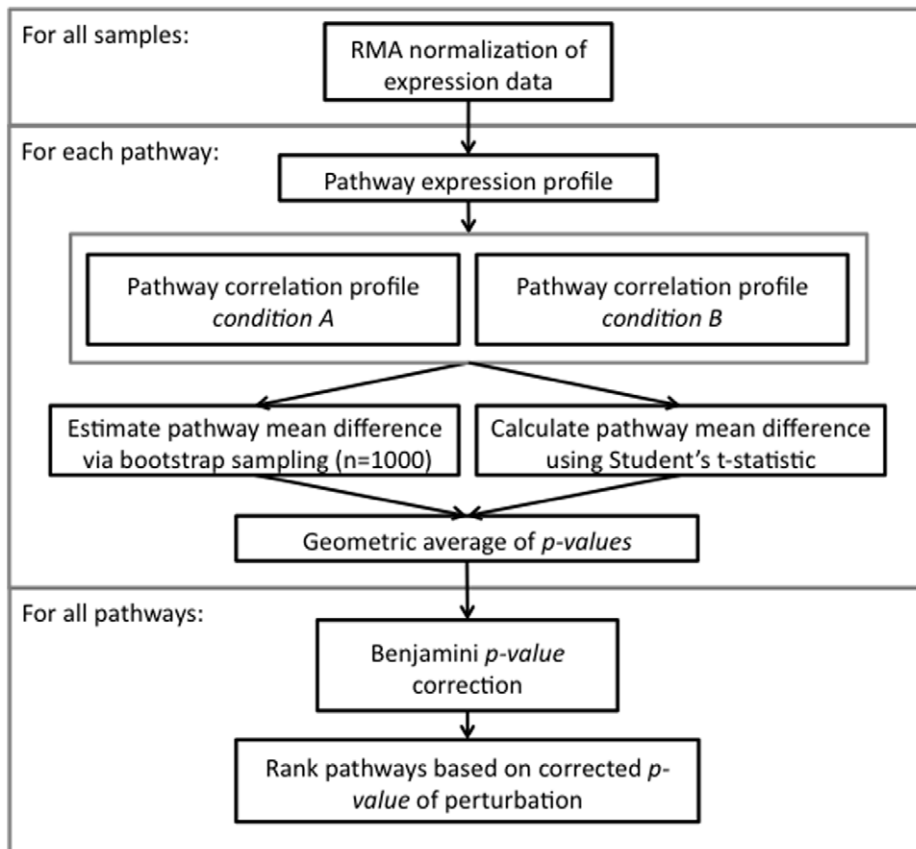 For all samples:
RMA normalization of
expression data
For each pathway:
Pathway expression profile
Pathway correlation profile
condition A
Pathway correlation profile
condition B
Estimate pathway mean difference
via bootstrap sampling (n=1000)
Calculate pathway mean difference
using Student’s t-statistic
Geometric average of p-values
For all pathways:
Benjamini p-value
correction
Rank pathways based on corrected p-
value of perturbation